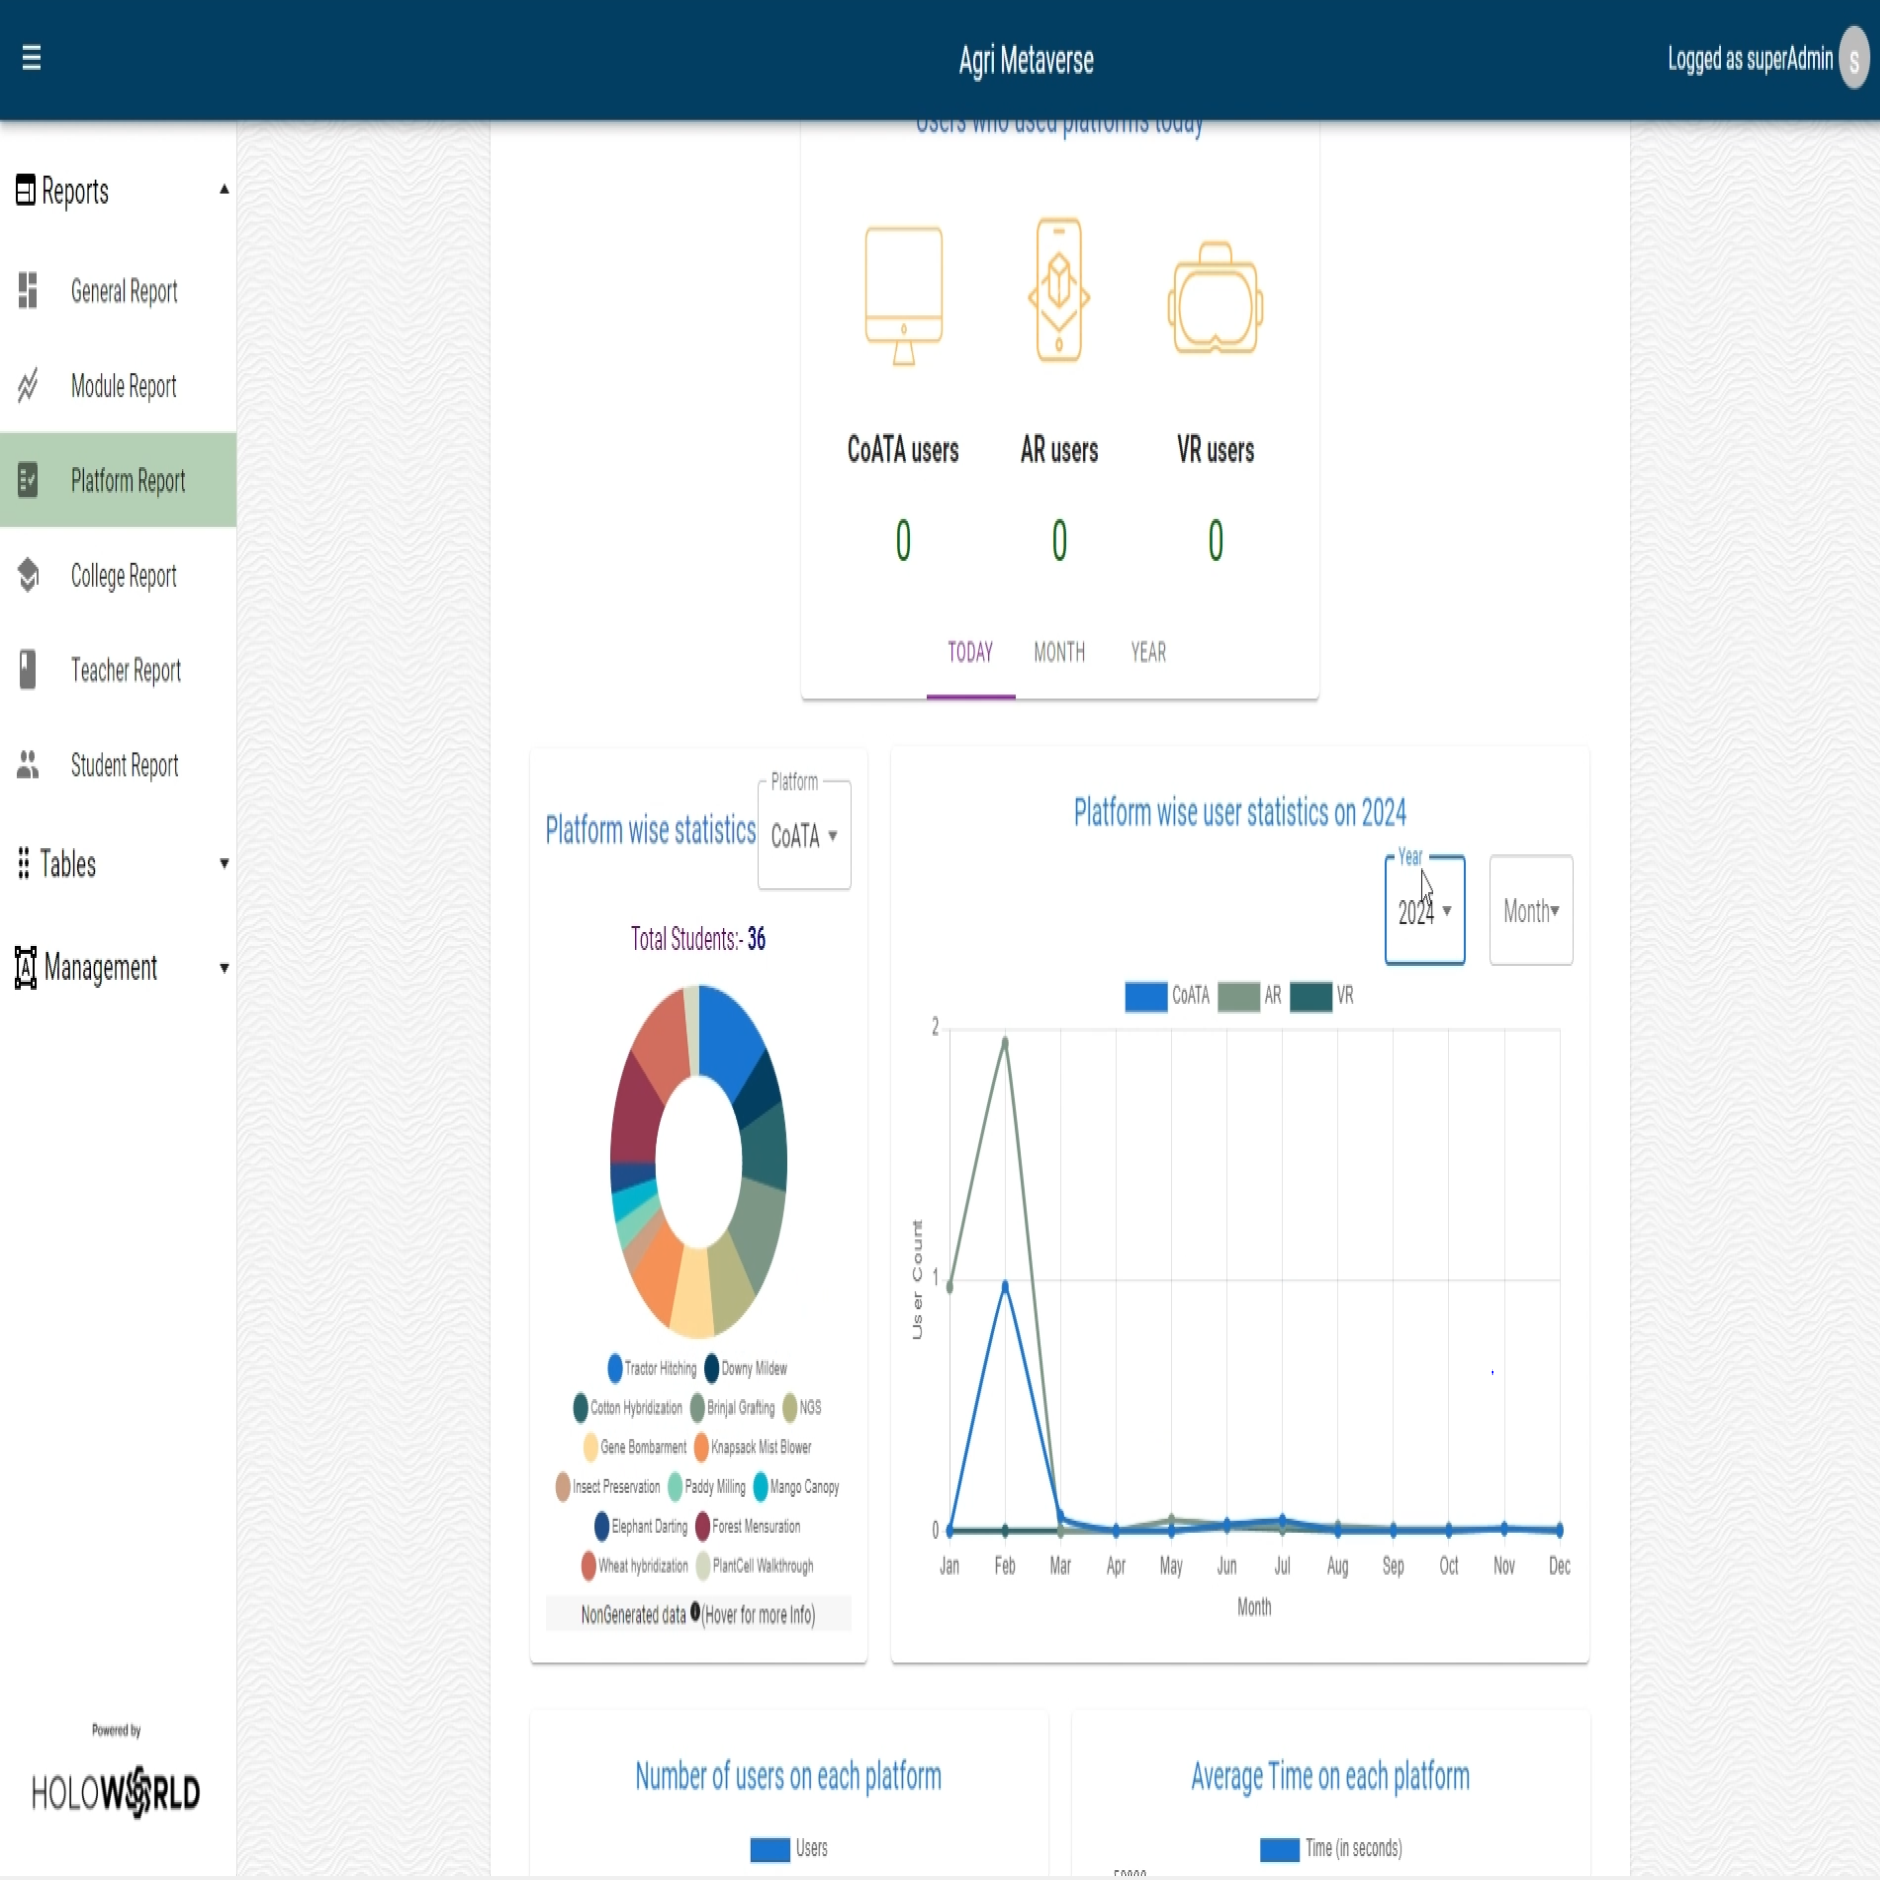 Agri Metaverse
Logged as superAdmin S
Reports
General Report
Module Report
Platform Report
College Report
Teacher Report
Student Report
Tables
Management
Powered by
HOLOWORLD
Users who used platforms today
CoATA users AR users VR users
0 0 0
TODAY MONTH YEAR
Platform wise statistics
Platform
CoATA
Total Students:- 36
Tractor Hitching Downy Mildew
Cotton Hybridization Brinjal Grafting NGS
Gene Bombarment Knapsack Mist Blower
Insect Preservation Paddy Milling Mango Canopy
Elephant Darting Forest Mensuration
Wheat hybridization PlantCell Walkthrough
NonGenerated data (Hover for more Info)
Platform wise user statistics on 2024
Year
2024
Month
CoATA AR VR
2
1
0
User Count
Jan Feb Mar Apr May Jun Jul Aug Sep Oct Nov Dec
Month
Number of users on each platform
Users
Average Time on each platform
Time (in seconds)